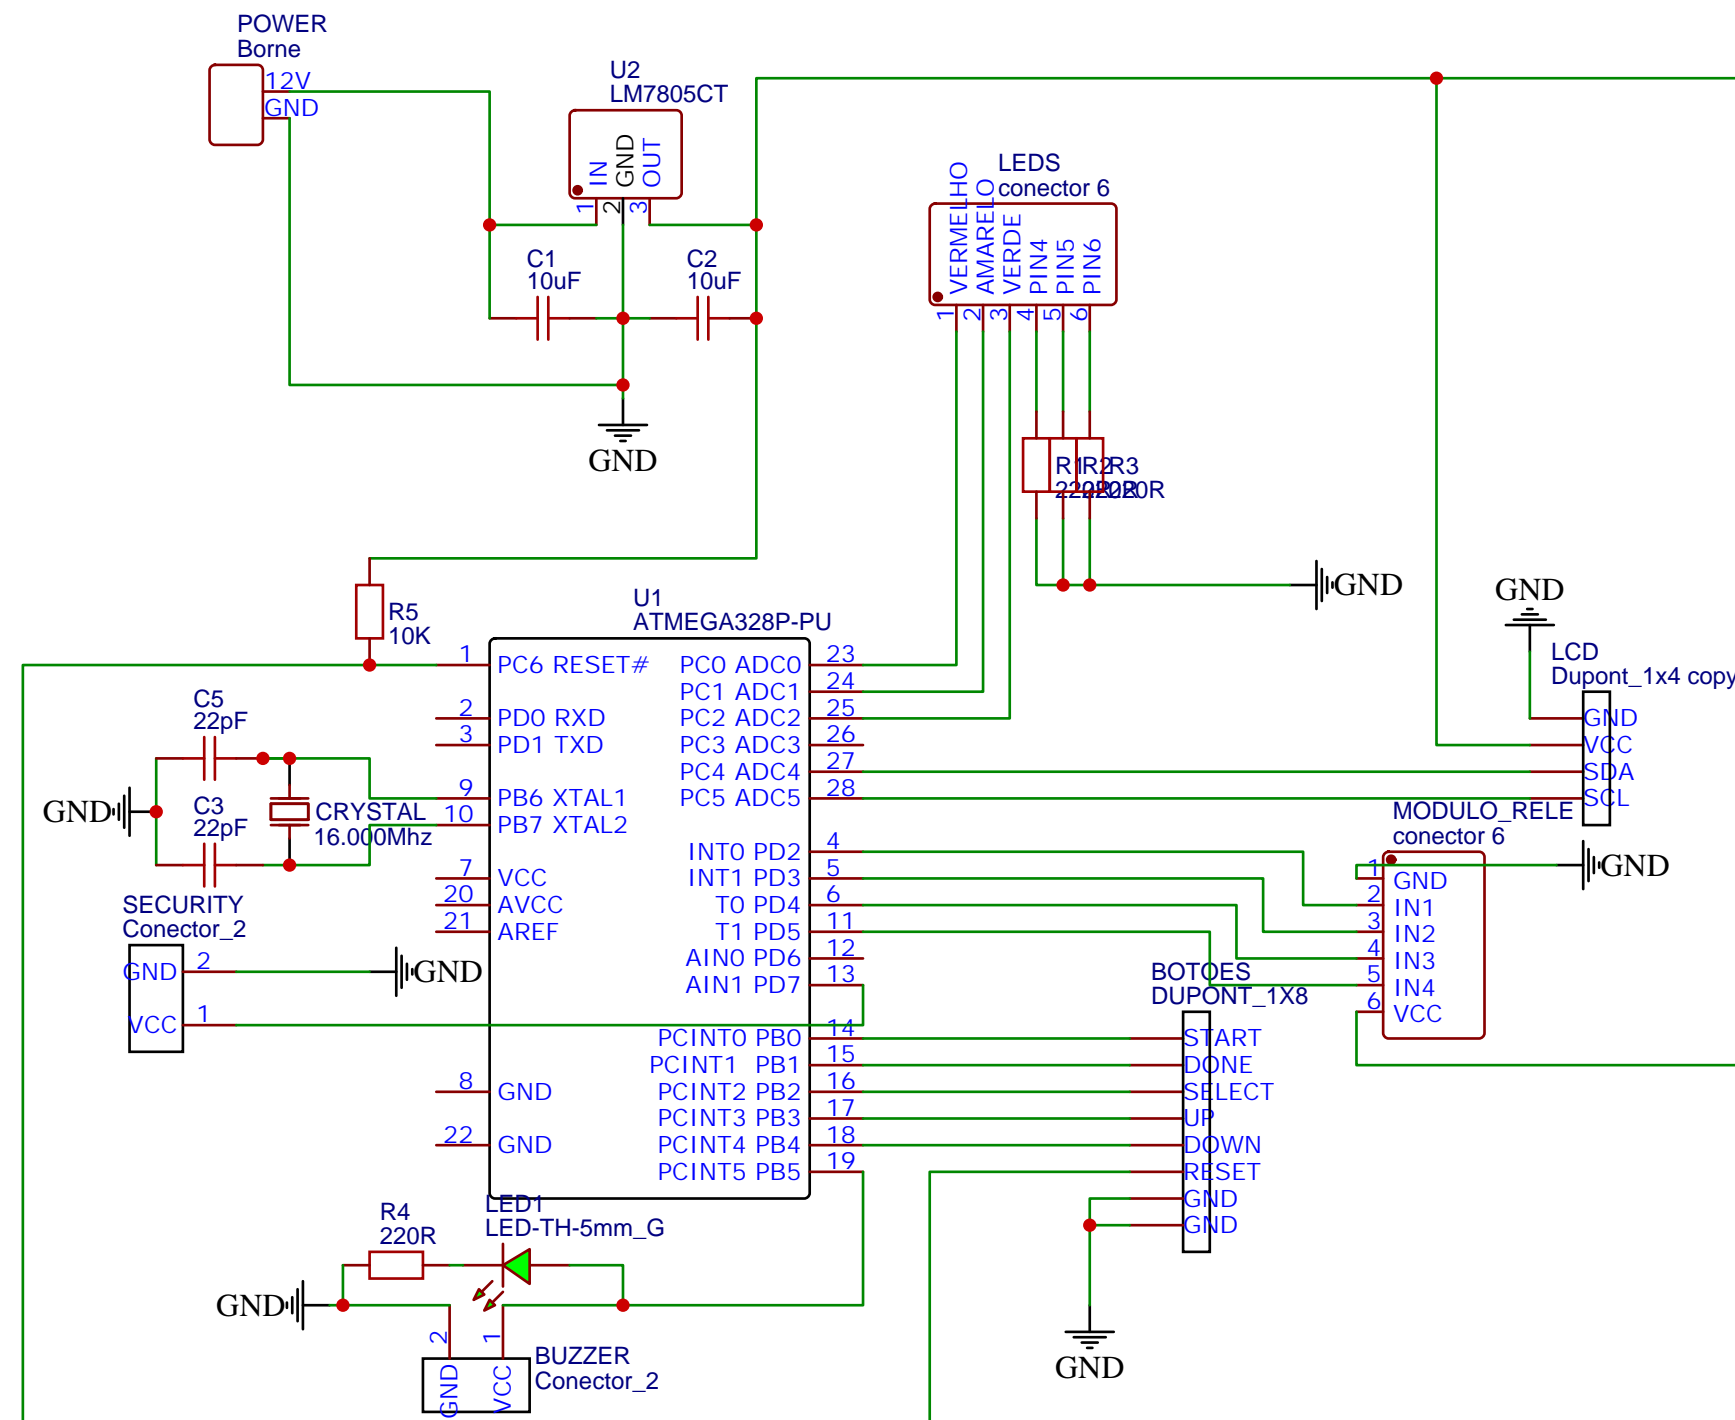 POWER
Borne
12V
GND
U2
LM7805CT
IN
GND
OUT
1
2
3
C1
10uF
C2
10uF
GND
LEDS
conector 6
VERMELHO
AMARELO
VERDE
PIN4
PIN5
PIN6
1
2
3
4
5
6
R1
R2
R3
220R
220R
220R
GND
R5
10K
U1
ATMEGA328P-PU
1
PC6 RESET#
2
PD0 RXD
3
PD1 TXD
9
PB6 XTAL1
10
PB7 XTAL2
7
VCC
20
AVCC
21
AREF
8
GND
22
GND
PC0 ADC0
23
PC1 ADC1
24
PC2 ADC2
25
PC3 ADC3
26
PC4 ADC4
27
PC5 ADC5
28
INT0 PD2
4
INT1 PD3
5
T0 PD4
6
T1 PD5
11
AIN0 PD6
12
AIN1 PD7
13
PCINT0 PB0
14
PCINT1 PB1
15
PCINT2 PB2
16
PCINT3 PB3
17
PCINT4 PB4
18
PCINT5 PB5
19
C5
22pF
C3
22pF
GND
CRYSTAL
16.000Mhz
SECURITY
Conector_2
GND
2
VCC
1
GND
GND
LCD
Dupont_1x4 copy
GND
VCC
SDA
SCL
MODULO_RELE
conector 6
1
GND
2
IN1
3
IN2
4
IN3
5
IN4
6
VCC
GND
BOTOES
DUPONT_1X8
START
DONE
SELECT
UP
DOWN
RESET
GND
GND
GND
R4
220R
LED1
LED-TH-5mm_G
GND
2
1
GND
VCC
BUZZER
Conector_2